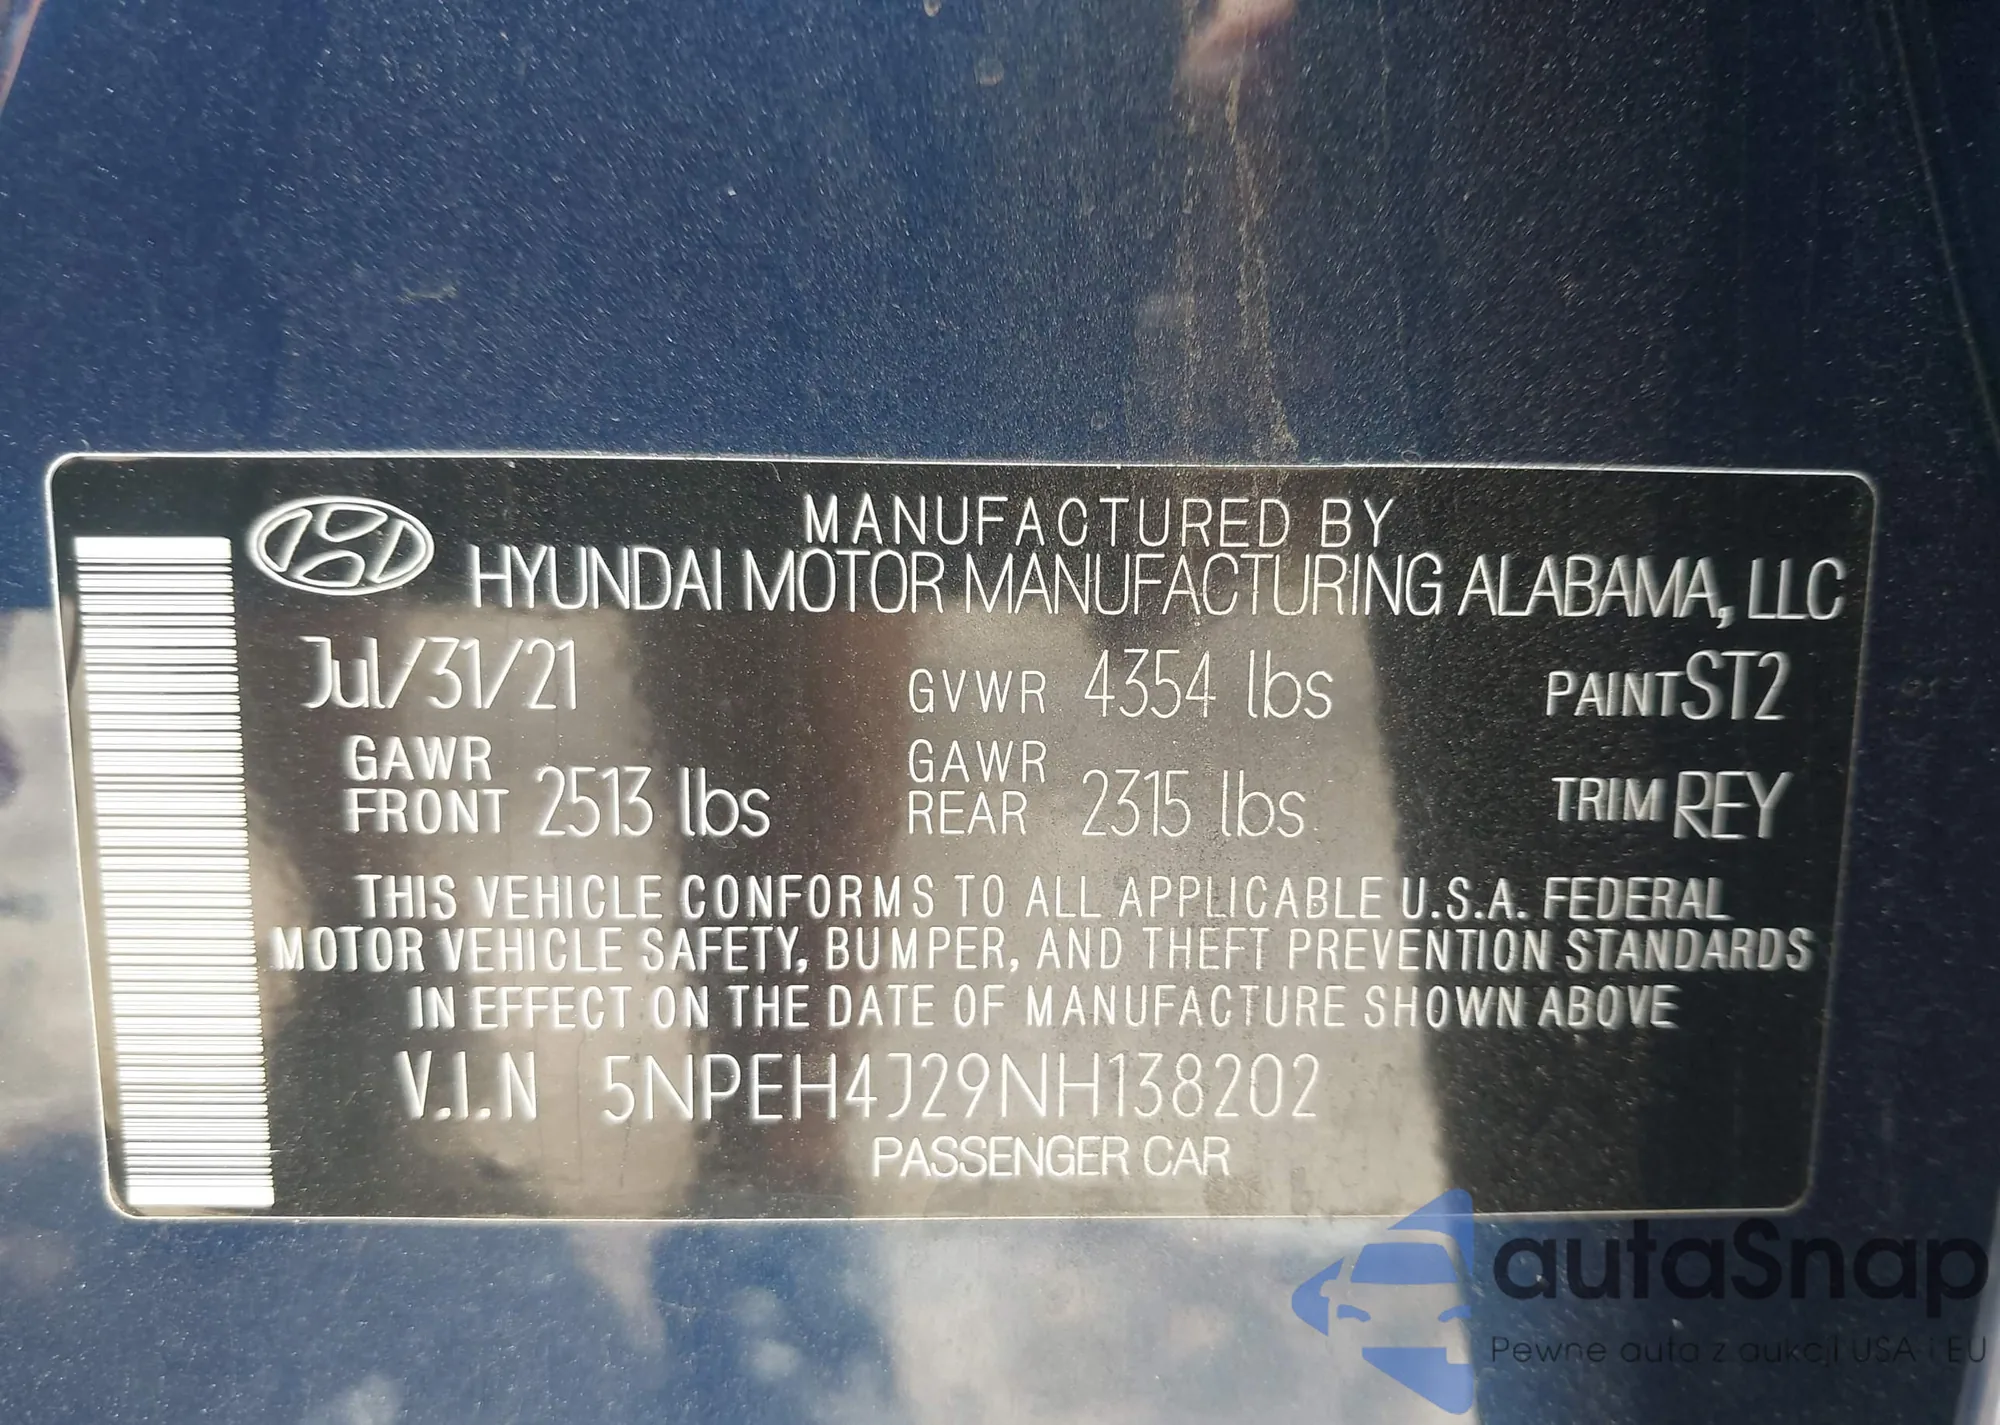 MANUFACTURED BY
HYUNDAI MOTOR MANUFACTURING ALABAMA, LLC
Jul/31/21 GVWR 4354 lbs PAINT ST2
GAWR FRONT 2513 lbs GAWR REAR 2315 lbs TRIM REY
THIS VEHICLE CONFORMS TO ALL APPLICABLE U.S.A. FEDERAL
MOTOR VEHICLE SAFETY, BUMPER, AND THEFT PREVENTION STANDARDS
IN EFFECT ON THE DATE OF MANUFACTURE SHOWN ABOVE
V.I.N 5NPEH4J29NH138202
PASSENGER CAR
autaSnap
Pewne auta z aukcji USA i EU